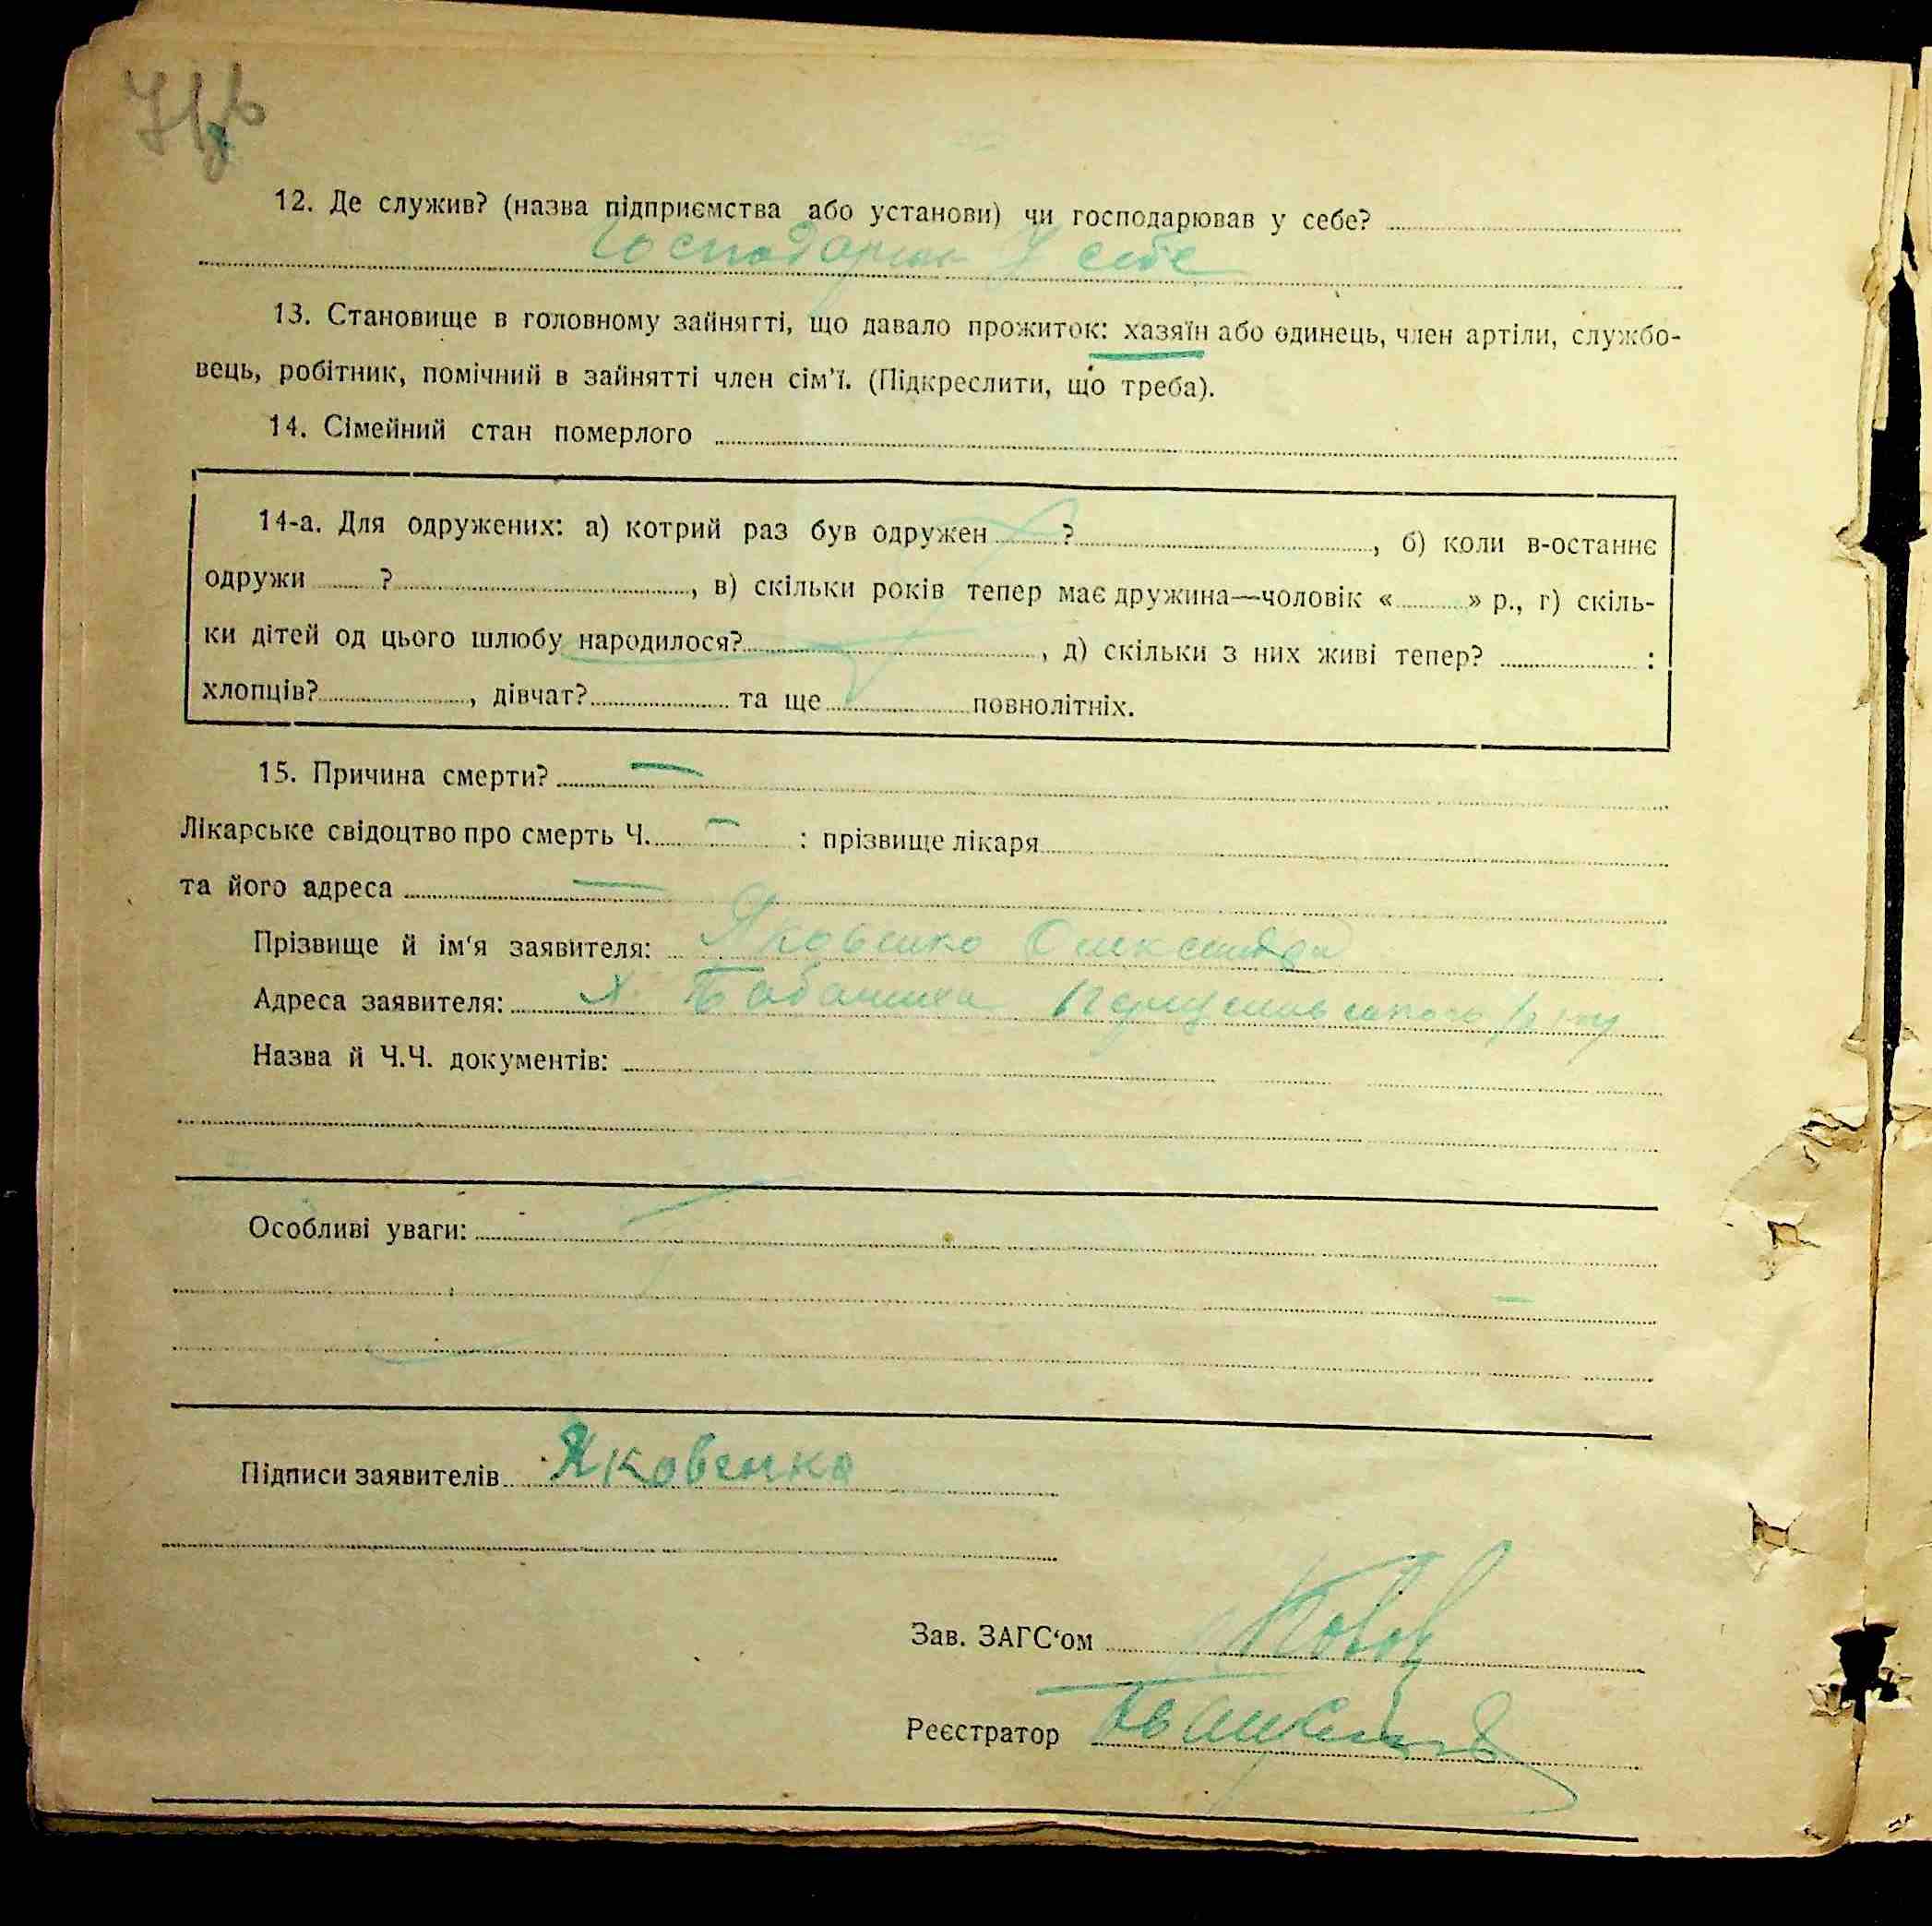 12. Де служив? (назва підприємства або установи) чи господарював у себе?
у себе
13. Становище в головному зайнятті, що давало прожиток: хазяїн або одинець, член артіли, службо-
вець, робітник, помічний в зайнятті член сім’ї. (Підкреслити, що треба).
14. Сімейний стан померлого
14-а. Для одружених: а) котрий раз був одружен ? , б) коли в-останнє
одружи ? , в) скільки років тепер має дружина—чоловік « » р., г) скіль-
ки дітей од цього шлюбу народилося? , д) скільки з них живі тепер? :
хлопців? , дівчат? та ще повнолітніх.
15. Причина смерти? —
Лікарське свідоцтво про смерть Ч. — : прізвище лікаря
та його адреса —
Прізвище й ім‘я заявителя: Яковенко
Адреса заявителя: х.
Назва й Ч.Ч. документів:
Особливі уваги:
Підписи заявителів Яковенко
Зав. ЗАГС‘ом
Реєстратор